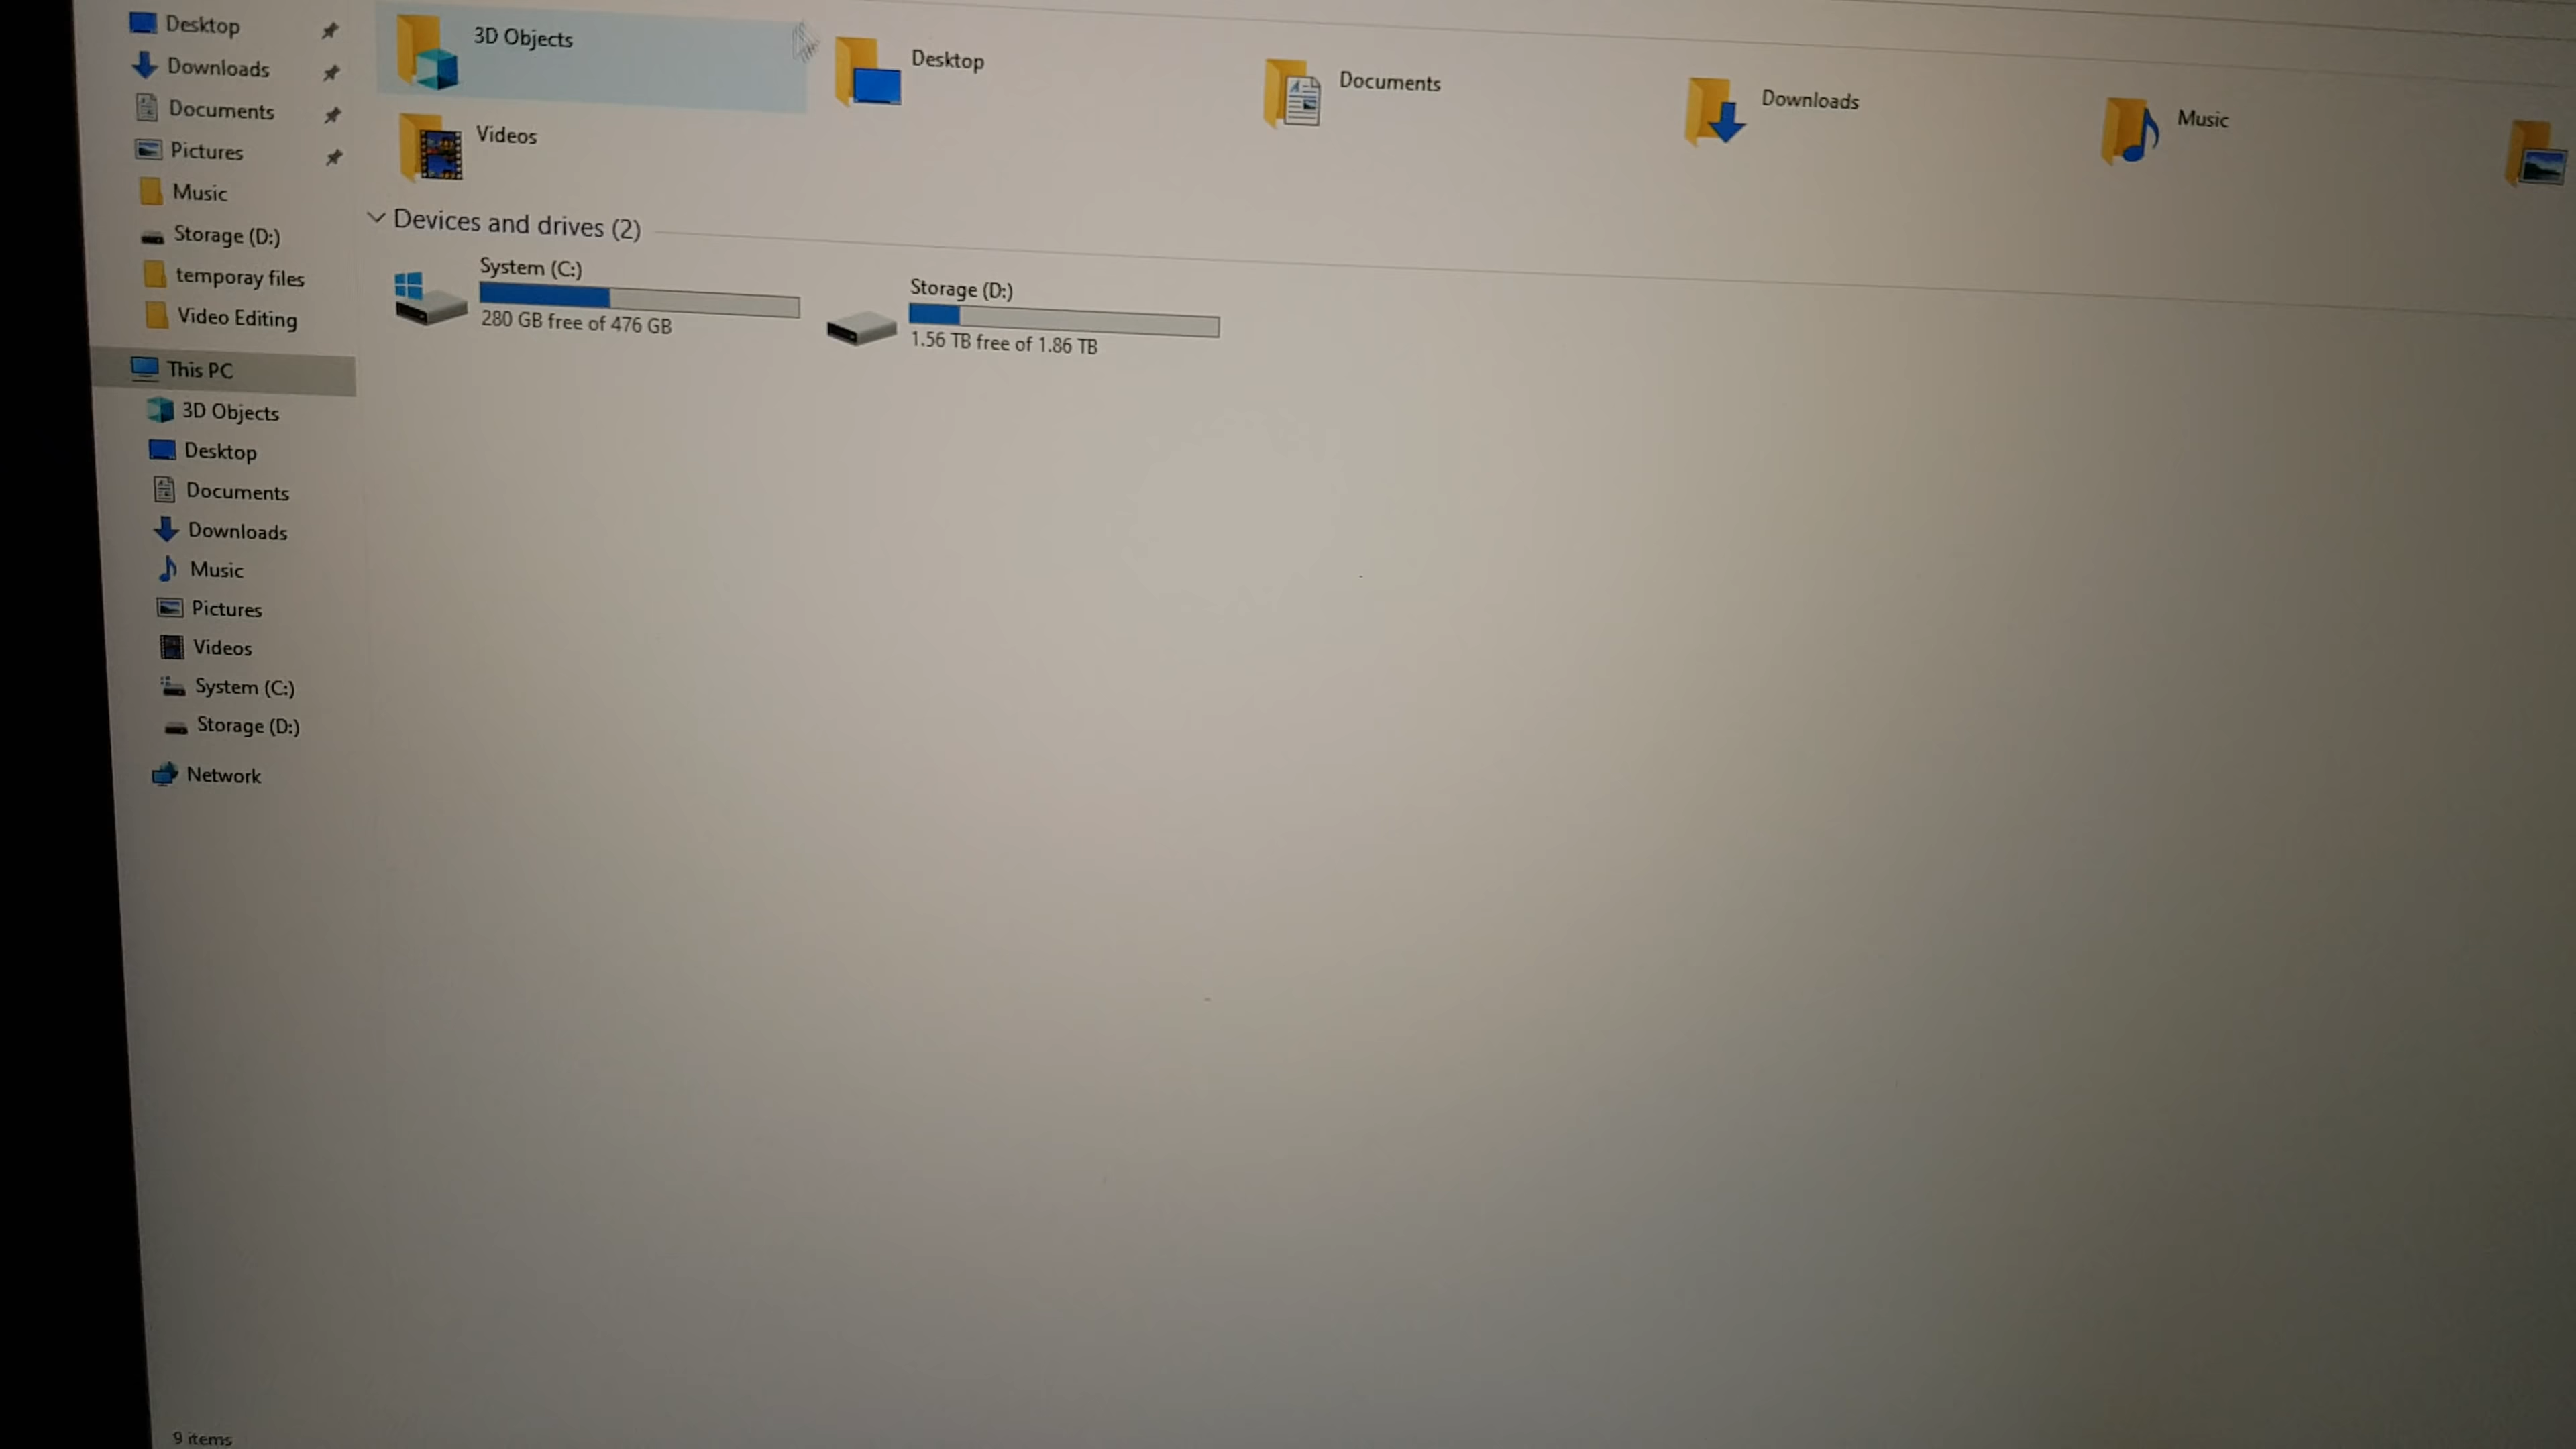 Desktop
Downloads
Documents
Pictures
Music
Storage (D:)
temporay files
Video Editing
This PC
3D Objects
Desktop
Documents
Downloads
Music
Pictures
Videos
System (C:)
Storage (D:)
Network
3D Objects
Desktop
Documents
Downloads
Music
Videos
Devices and drives (2)
System (C:)
280 GB free of 476 GB
Storage (D:)
1.56 TB free of 1.86 TB
9 items